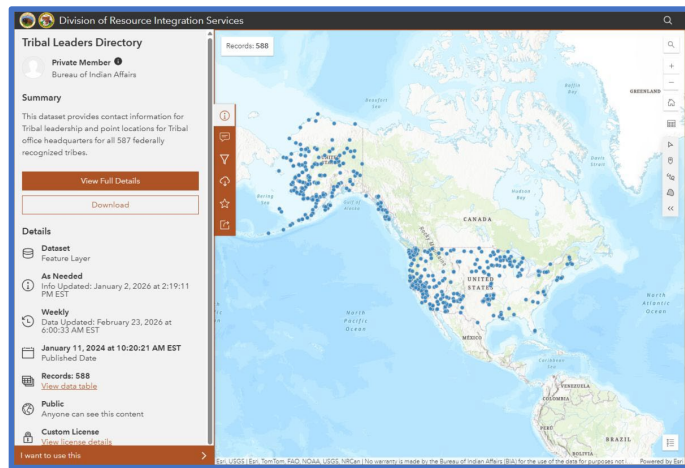 Division of Resource Integration Services
Tribal Leaders Directory
Private Member
Bureau of Indian Affairs
Summary
This dataset provides contact information for
Tribal leadership and point locations for Tribal
office headquarters for all 587 federally
recognized tribes.
View Full Details
Download
Details
Dataset
Feature Layer
As Needed
Info Updated: January 2, 2026 at 2:19:11
PM EST
Weekly
Data Updated: February 23, 2026 at
6:00:33 AM EST
January 11, 2024 at 10:20:21 AM EST
Published Date
Records: 588
View data table
Public
Anyone can see this content
Custom License
View license details
I want to use this
Records: 588
Beaufort
Sea
Baffin
Bay
GREENLAND
Davis
Strait
Bering
Sea
Gulf of
Alaska
Hudson
Bay
CANADA
Rocky Mountains
UNITED
STATES
North
Pacific
Ocean
North
Atlantic
Ocean
MÉXICO
Caribbean
Sea
VENEZUELA
COLOMBIA
PERÚ
BRAZIL
BOLIVIA
Esri, USGS | Esri, TomTom, FAO, NOAA, USGS, NRCan | No warranty is made by the Bureau of Indian Affairs (BIA) for the use of the data for purposes not i...
Powered by Esri